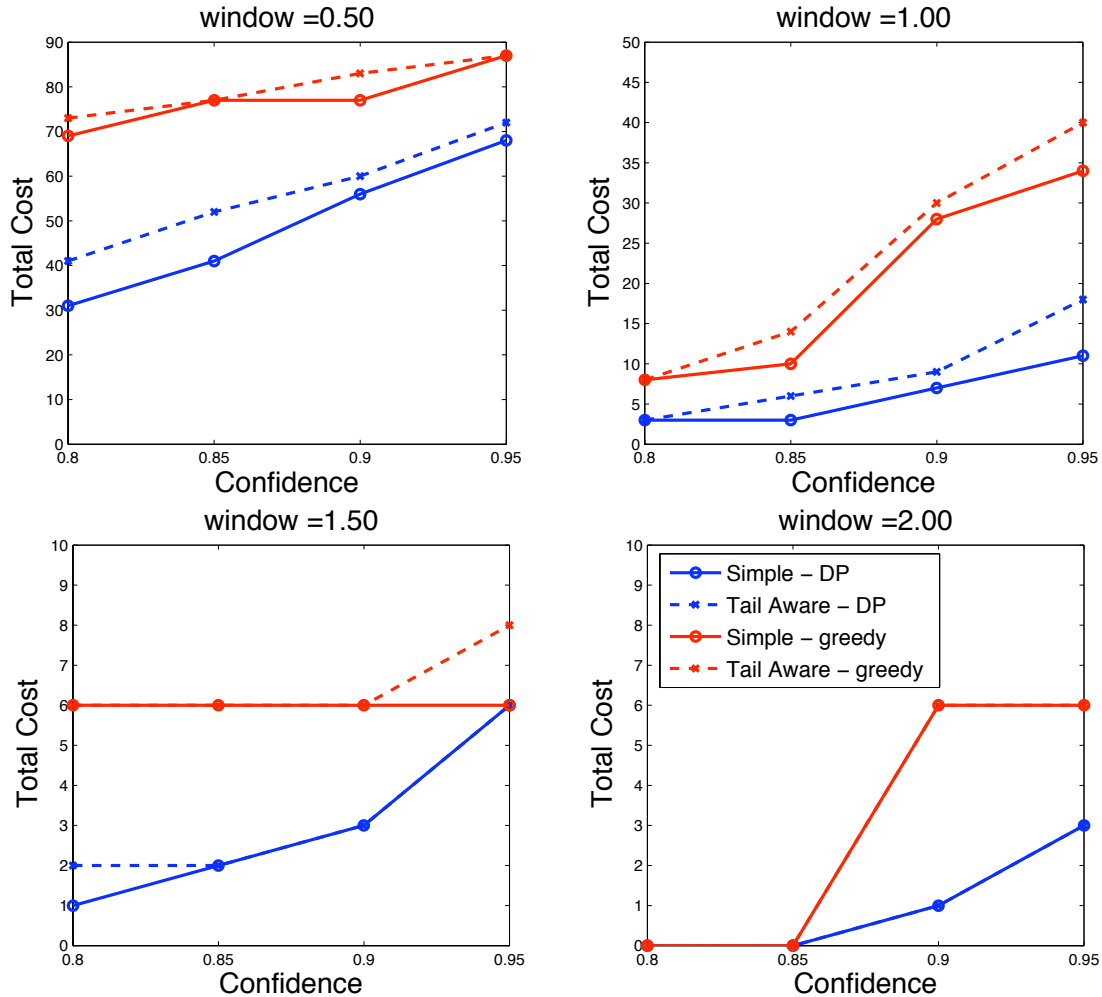 window =0.50
90
80
70
60
50
40
30
20
10
0
Total Cost
0.8 0.85 0.9 0.95
Confidence
window =1.00
50
45
40
35
30
25
20
15
10
5
0
Total Cost
0.8 0.85 0.9 0.95
Confidence
window =1.50
10
9
8
7
6
5
4
3
2
1
0
Total Cost
0.8 0.85 0.9 0.95
Confidence
window =2.00
10
9
8
7
6
5
4
3
2
1
0
Total Cost
Simple − DP
Tail Aware − DP
Simple − greedy
Tail Aware − greedy
0.8 0.85 0.9 0.95
Confidence